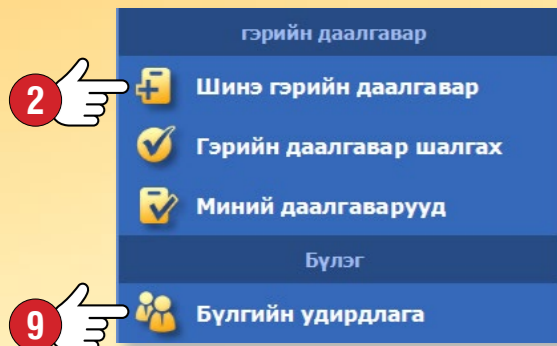 гэрийн даалгавар
2 Шинэ гэрийн даалгавар
Гэрийн даалгавар шалгах
Миний даалгаварууд
Бүлэг
9 Бүлгийн удирдлага